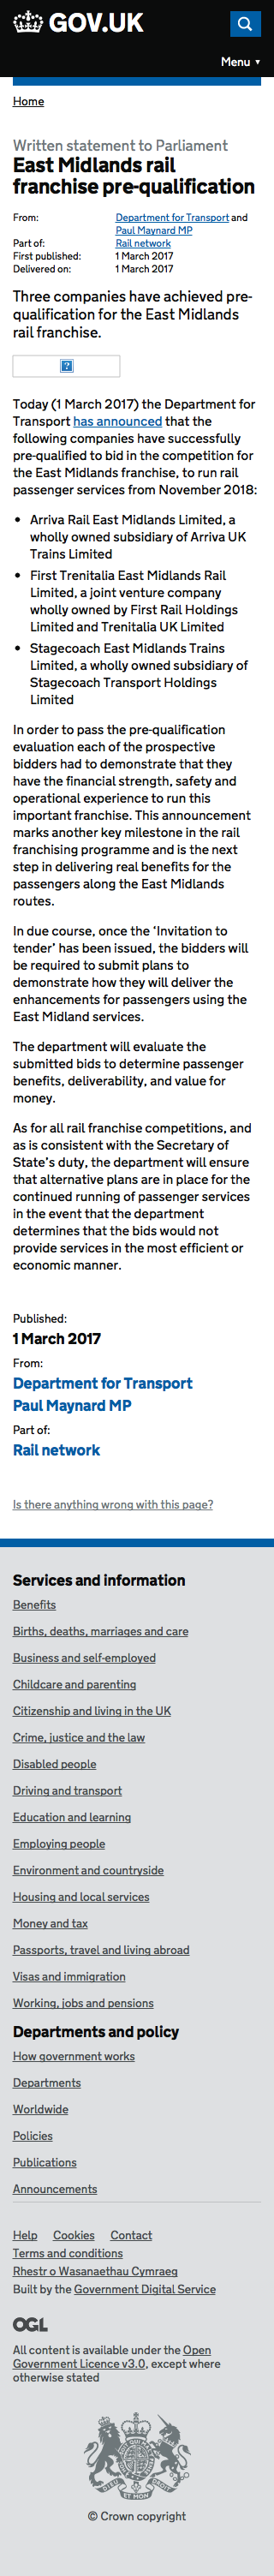 GOV.UK
Menu ▼
Home
Written statement to Parliament
East Midlands rail
franchise pre-qualification
From: Department for Transport and
Paul Maynard MP
Part of: Rail network
First published: 1 March 2017
Delivered on: 1 March 2017
Three companies have achieved pre-
qualification for the East Midlands
rail franchise.
Today (1 March 2017) the Department for
Transport has announced that the
following companies have successfully
pre-qualified to bid in the competition for
the East Midlands franchise, to run rail
passenger services from November 2018:
• Arriva Rail East Midlands Limited, a
wholly owned subsidiary of Arriva UK
Trains Limited
• First Trenitalia East Midlands Rail
Limited, a joint venture company
wholly owned by First Rail Holdings
Limited and Trenitalia UK Limited
• Stagecoach East Midlands Trains
Limited, a wholly owned subsidiary of
Stagecoach Transport Holdings
Limited
In order to pass the pre-qualification
evaluation each of the prospective
bidders had to demonstrate that they
have the financial strength, safety and
operational experience to run this
important franchise. This announcement
marks another key milestone in the rail
franchising programme and is the next
step in delivering real benefits for the
passengers along the East Midlands
routes.
In due course, once the ‘Invitation to
tender’ has been issued, the bidders will
be required to submit plans to
demonstrate how they will deliver the
enhancements for passengers using the
East Midland services.
The department will evaluate the
submitted bids to determine passenger
benefits, deliverability, and value for
money.
As for all rail franchise competitions, and
as is consistent with the Secretary of
State’s duty, the department will ensure
that alternative plans are in place for the
continued running of passenger services
in the event that the department
determines that the bids would not
provide services in the most efficient or
economic manner.
Published:
1 March 2017
From:
Department for Transport
Paul Maynard MP
Part of:
Rail network
Is there anything wrong with this page?
Services and information
Benefits
Births, deaths, marriages and care
Business and self-employed
Childcare and parenting
Citizenship and living in the UK
Crime, justice and the law
Disabled people
Driving and transport
Education and learning
Employing people
Environment and countryside
Housing and local services
Money and tax
Passports, travel and living abroad
Visas and immigration
Working, jobs and pensions
Departments and policy
How government works
Departments
Worldwide
Policies
Publications
Announcements
Help Cookies Contact
Terms and conditions
Rhestr o Wasanaethau Cymraeg
Built by the Government Digital Service
OGL
All content is available under the Open
Government Licence v3.0, except where
otherwise stated
DIEU ET MON
© Crown copyright